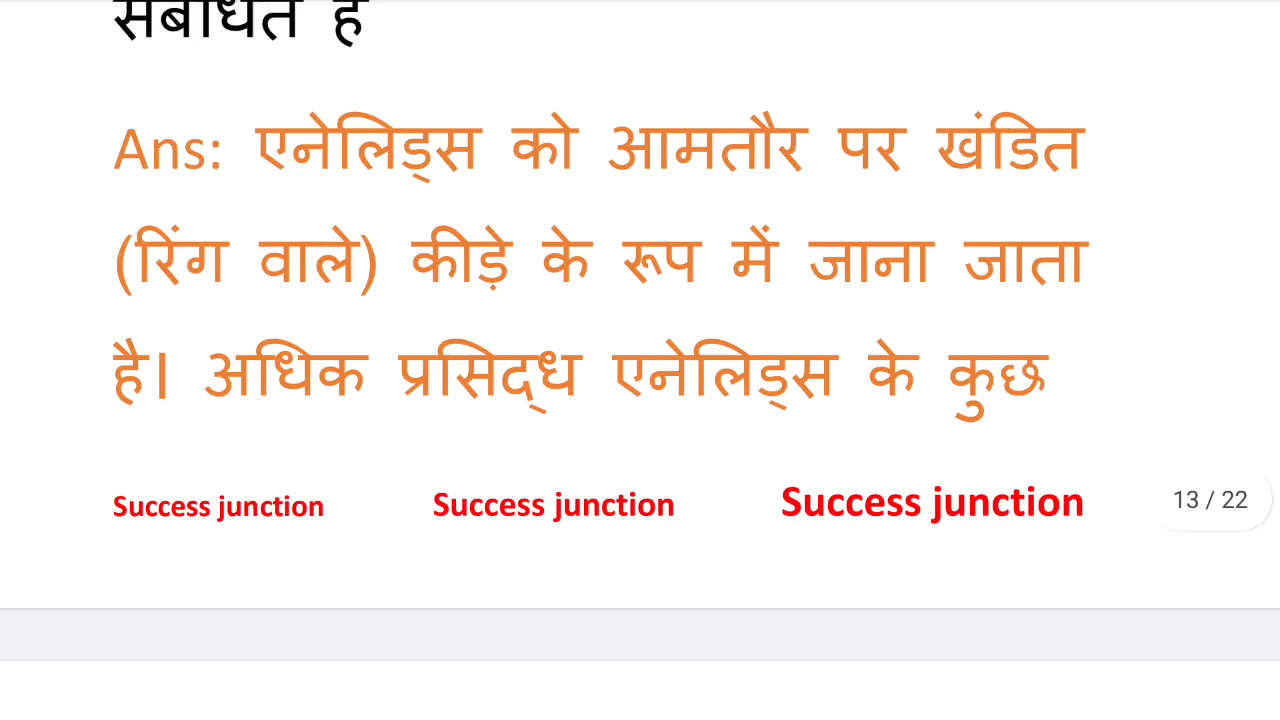 संबंधित है
Ans: एनेलिड्स को आमतौर पर खंडित
(रिंग वाले) कीड़े के रूप में जाना जाता
है। अधिक प्रसिद्ध एनेलिड्स के कुछ
Success junction Success junction Success junction
13 / 22